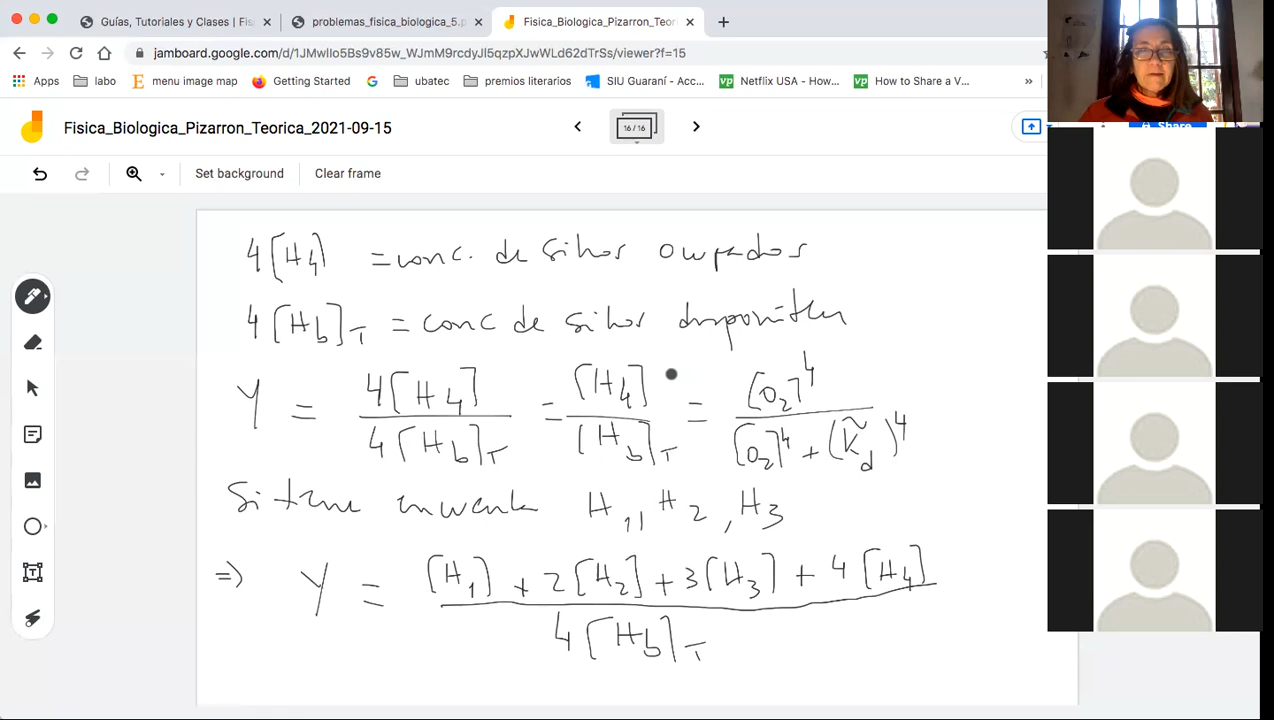 Guías, Tutoriales y Clases | Fis
problemas_fisica_biologica_5.p
Fisica_Biologica_Pizarron_Teor
jamboard.google.com/d/1JMwIlo5Bs9v85w_WJmM9rcdyJl5qzpXJwWLd62dTrSs/viewer?f=15
Apps labo menu image map Getting Started ubatec premios literarios SIU Guaraní - Acc... Netflix USA - How... How to Share a V... »
Fisica_Biologica_Pizarron_Teorica_2021-09-15
16 / 16
Share
Set background Clear frame
4[H4] = conc. de sitios ocupados
4[Hb]T = conc de sitios disponibles
Y = 4[H4] / 4[Hb]T = [H4] / [Hb]T = [O2]^4 / [O2]^4 + (K̃d)^4
Si tene en cuenta H1, H2, H3
=> Y = [H1] + 2[H2] + 3[H3] + 4[H4] / 4[Hb]T